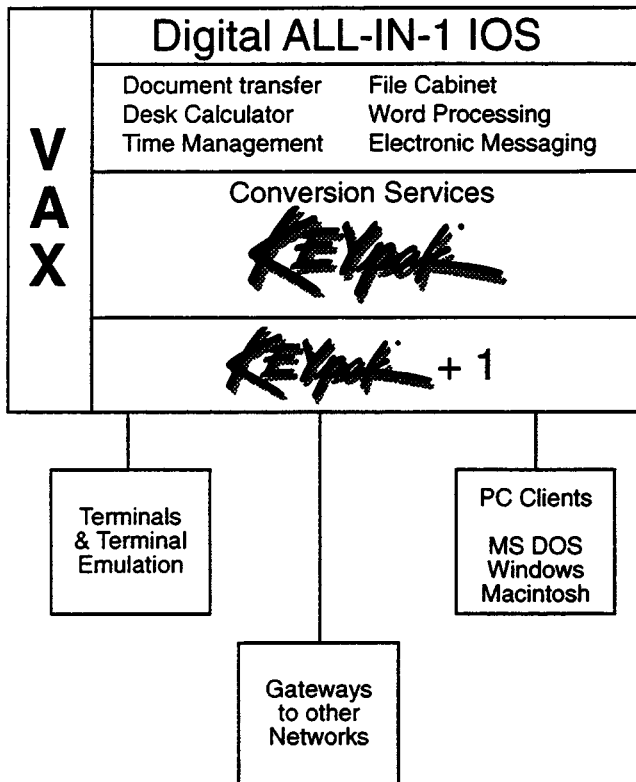 Digital ALL-IN-1 IOS
VAX
Document transfer File Cabinet
Desk Calculator Word Processing
Time Management Electronic Messaging
Conversion Services
KEYpak
KEYpak + 1
Terminals
& Terminal
Emulation
PC Clients
MS DOS
Windows
Macintosh
Gateways
to other
Networks